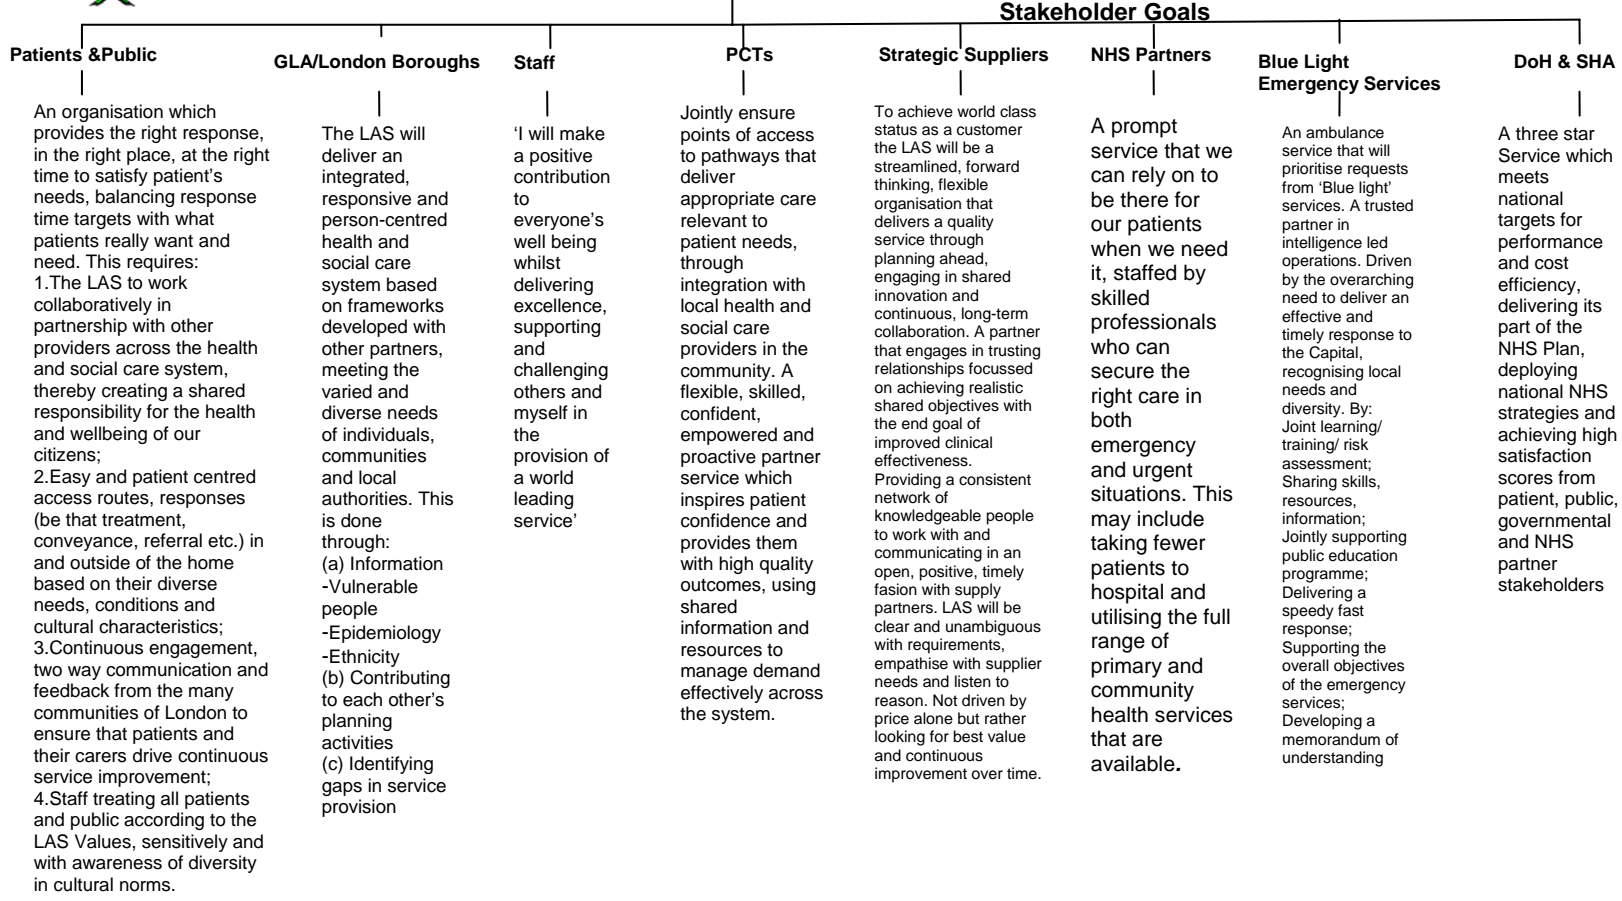 Stakeholder Goals
Patients &Public
An organisation which
provides the right response,
in the right place, at the right
time to satisfy patient's
needs, balancing response
time targets with what
patients really want and
need. This requires:
1.The LAS to work
collaboratively in
partnership with other
providers across the health
and social care system,
thereby creating a shared
responsibility for the health
and wellbeing of our
citizens;
2.Easy and patient centred
access routes, responses
(be that treatment,
conveyance, referral etc.) in
and outside of the home
based on their diverse
needs, conditions and
cultural characteristics;
3.Continuous engagement,
two way communication and
feedback from the many
communities of London to
ensure that patients and
their carers drive continuous
service improvement;
4.Staff treating all patients
and public according to the
LAS Values, sensitively and
with awareness of diversity
in cultural norms.
GLA/London Boroughs
The LAS will
deliver an
integrated,
responsive and
person-centred
health and
social care
system based
on frameworks
developed with
other partners,
meeting the
varied and
diverse needs
of individuals,
communities
and local
authorities. This
is done
through:
(a) Information
-Vulnerable
people
-Epidemiology
-Ethnicity
(b) Contributing
to each other's
planning
activities
(c) Identifying
gaps in service
provision
Staff
'I will make
a positive
contribution
to
everyone's
well being
whilst
delivering
excellence,
supporting
and
challenging
others and
myself in
the
provision of
a world
leading
service'
PCTs
Jointly ensure
points of access
to pathways that
deliver
appropriate care
relevant to
patient needs,
through
integration with
local health and
social care
providers in the
community. A
flexible, skilled,
confident,
empowered and
proactive partner
service which
inspires patient
confidence and
provides them
with high quality
outcomes, using
shared
information and
resources to
manage demand
effectively across
the system.
Strategic Suppliers
To achieve world class
status as a customer
the LAS will be a
streamlined, forward
thinking, flexible
organisation that
delivers a quality
service through
planning ahead,
engaging in shared
innovation and
continuous, long-term
collaboration. A partner
that engages in trusting
relationships focussed
on achieving realistic
shared objectives with
the end goal of
improved clinical
effectiveness.
Providing a consistent
network of
knowledgeable people
to work with and
communicating in an
open, positive, timely
fasion with supply
partners. LAS will be
clear and unambiguous
with requirements,
empathise with supplier
needs and listen to
reason. Not driven by
price alone but rather
looking for best value
and continuous
improvement over time.
NHS Partners
A prompt
service that we
can rely on to
be there for
our patients
when we need
it, staffed by
skilled
professionals
who can
secure the
right care in
both
emergency
and urgent
situations. This
may include
taking fewer
patients to
hospital and
utilising the full
range of
primary and
community
health services
that are
available.
Blue Light
Emergency Services
An ambulance
service that will
prioritise requests
from 'Blue light'
services. A trusted
partner in
intelligence led
operations. Driven
by the overarching
need to deliver an
effective and
timely response to
the Capital,
recognising local
needs and
diversity. By:
Joint learning/
training/ risk
assessment;
Sharing skills,
resources,
information;
Jointly supporting
public education
programme;
Delivering a
speedy fast
response;
Supporting the
overall objectives
of the emergency
services;
Developing a
memorandum of
understanding
DoH & SHA
A three star
Service which
meets
national
targets for
performance
and cost
efficiency,
delivering its
part of the
NHS Plan,
deploying
national NHS
strategies and
achieving high
satisfaction
scores from
patient, public,
governmental
and NHS
partner
stakeholders